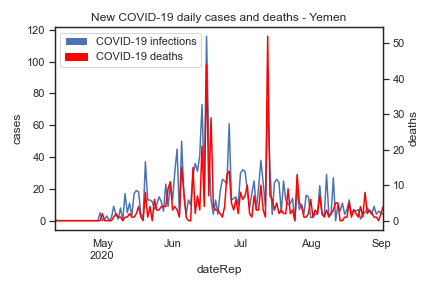 New COVID-19 daily cases and deaths - Yemen
COVID-19 infections
COVID-19 deaths
120
100
80
60
40
20
0
cases
50
40
30
20
10
0
deaths
May
2020
Jun
Jul
Aug
Sep
dateRep